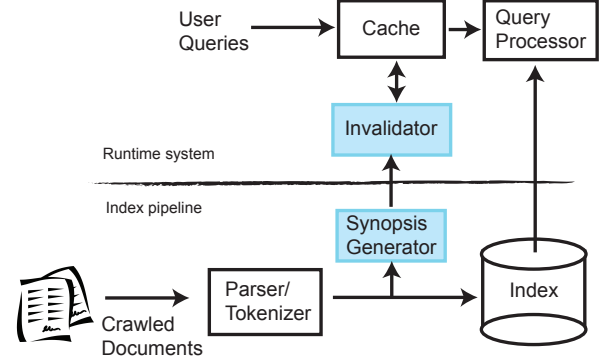 User
Queries
Cache
Query
Processor
Invalidator
Runtime system
Index pipeline
Synopsis
Generator
Parser/
Tokenizer
Index
Crawled
Documents